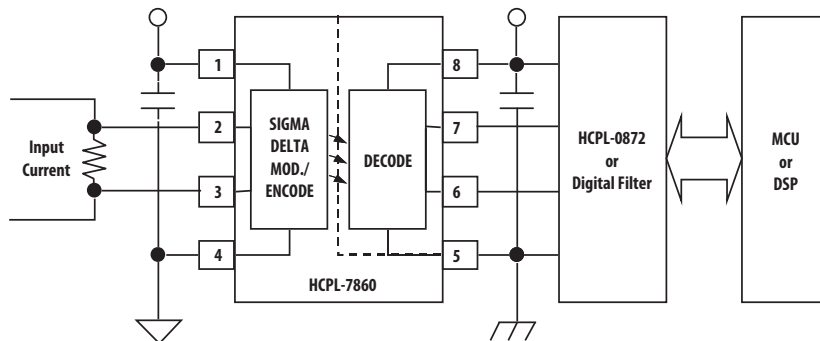 1
8
2
7
3
6
4
5
Input
Current
SIGMA
DELTA
MOD./
ENCODE
DECODE
HCPL-7860
HCPL-0872
or
Digital Filter
MCU
or
DSP